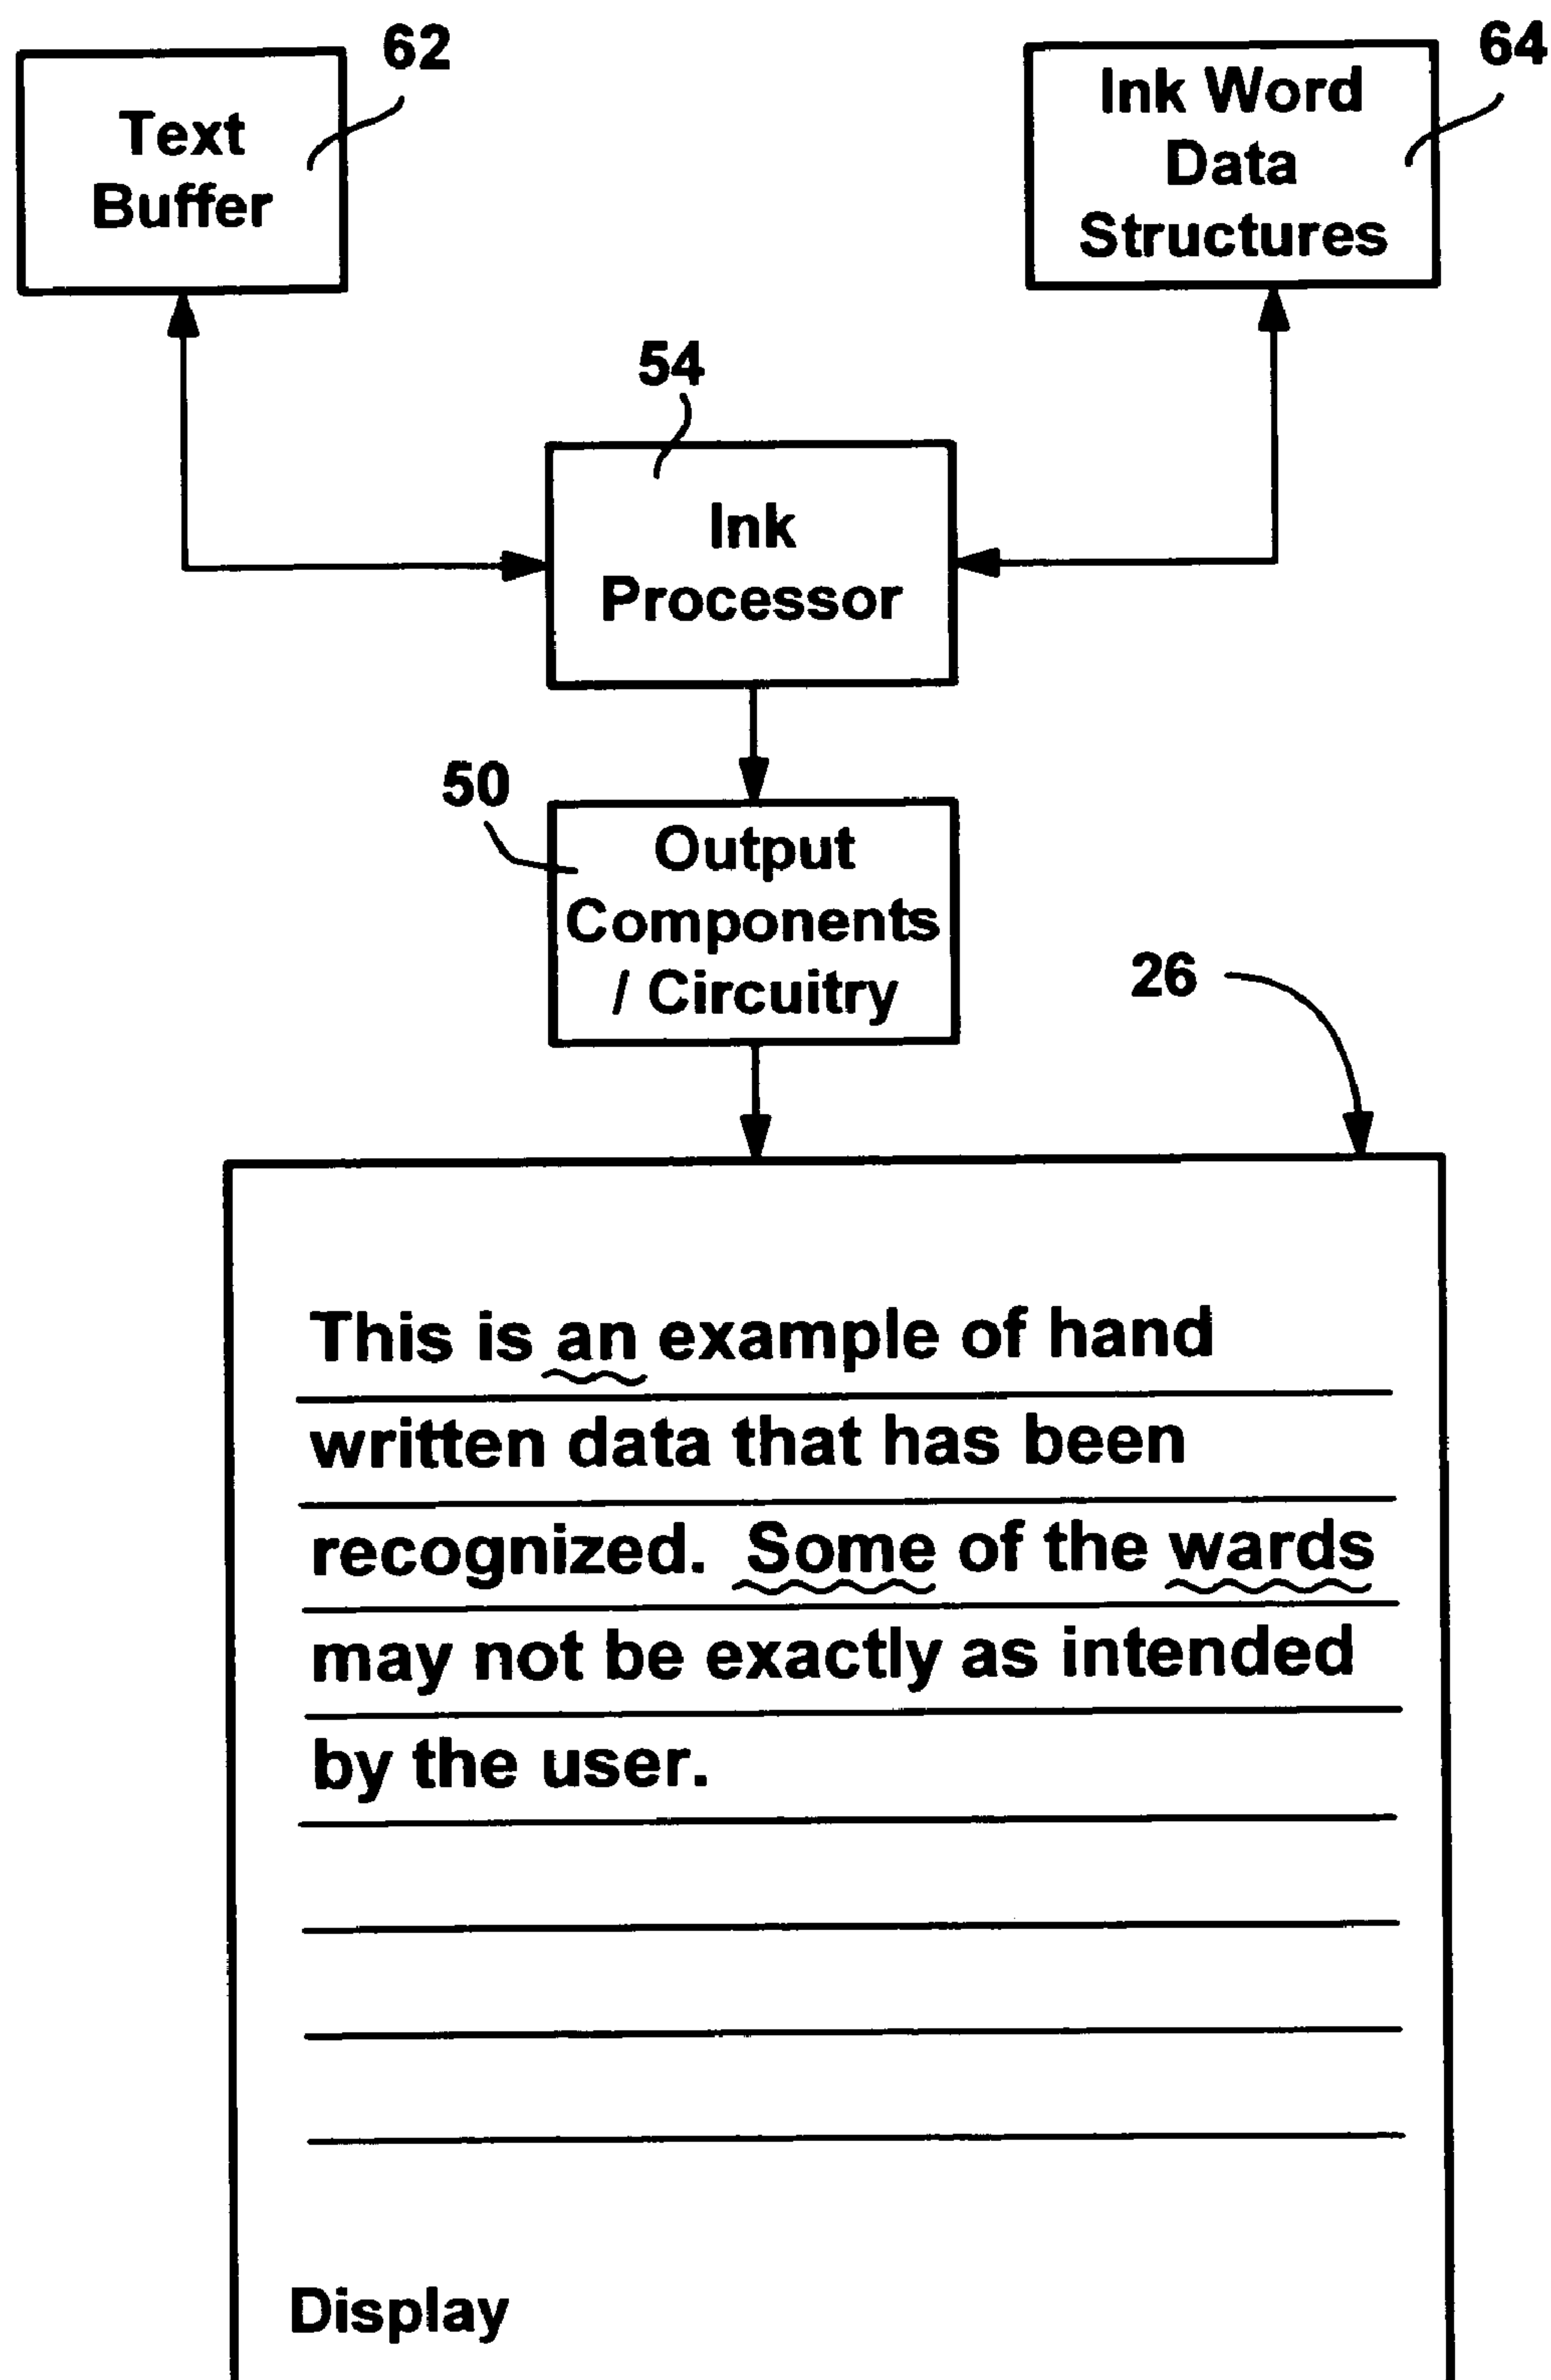 62
64
Text
Buffer
Ink Word
Data
Structures
54
Ink
Processor
50
Output
Components
/ Circuitry
26
This is an example of hand
written data that has been
recognized.  Some of the wards
may not be exactly as intended
by the user.
Display